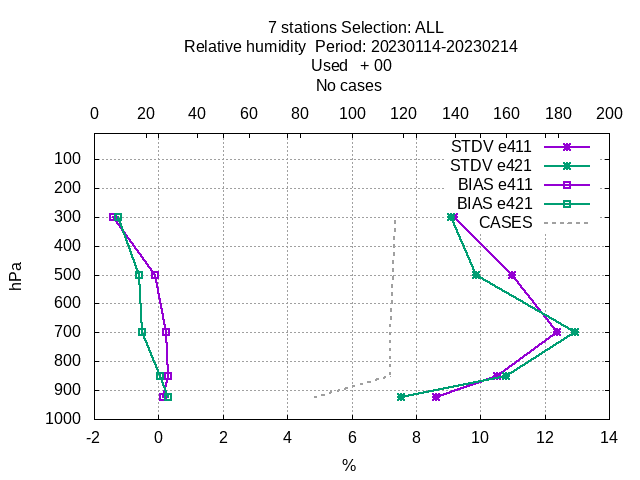 7 stations Selection: ALL
Relative humidity  Period: 20230114-20230214
Used   + 00
No cases
0 20 40 60 80 100 120 140 160 180 200
STDV e411
100
STDV e421
200
BIAS e411
BIAS e421
300
CASES
400
hPa
500
600
700
800
900
1000
-2 0 2 4 6 8 10 12 14
%